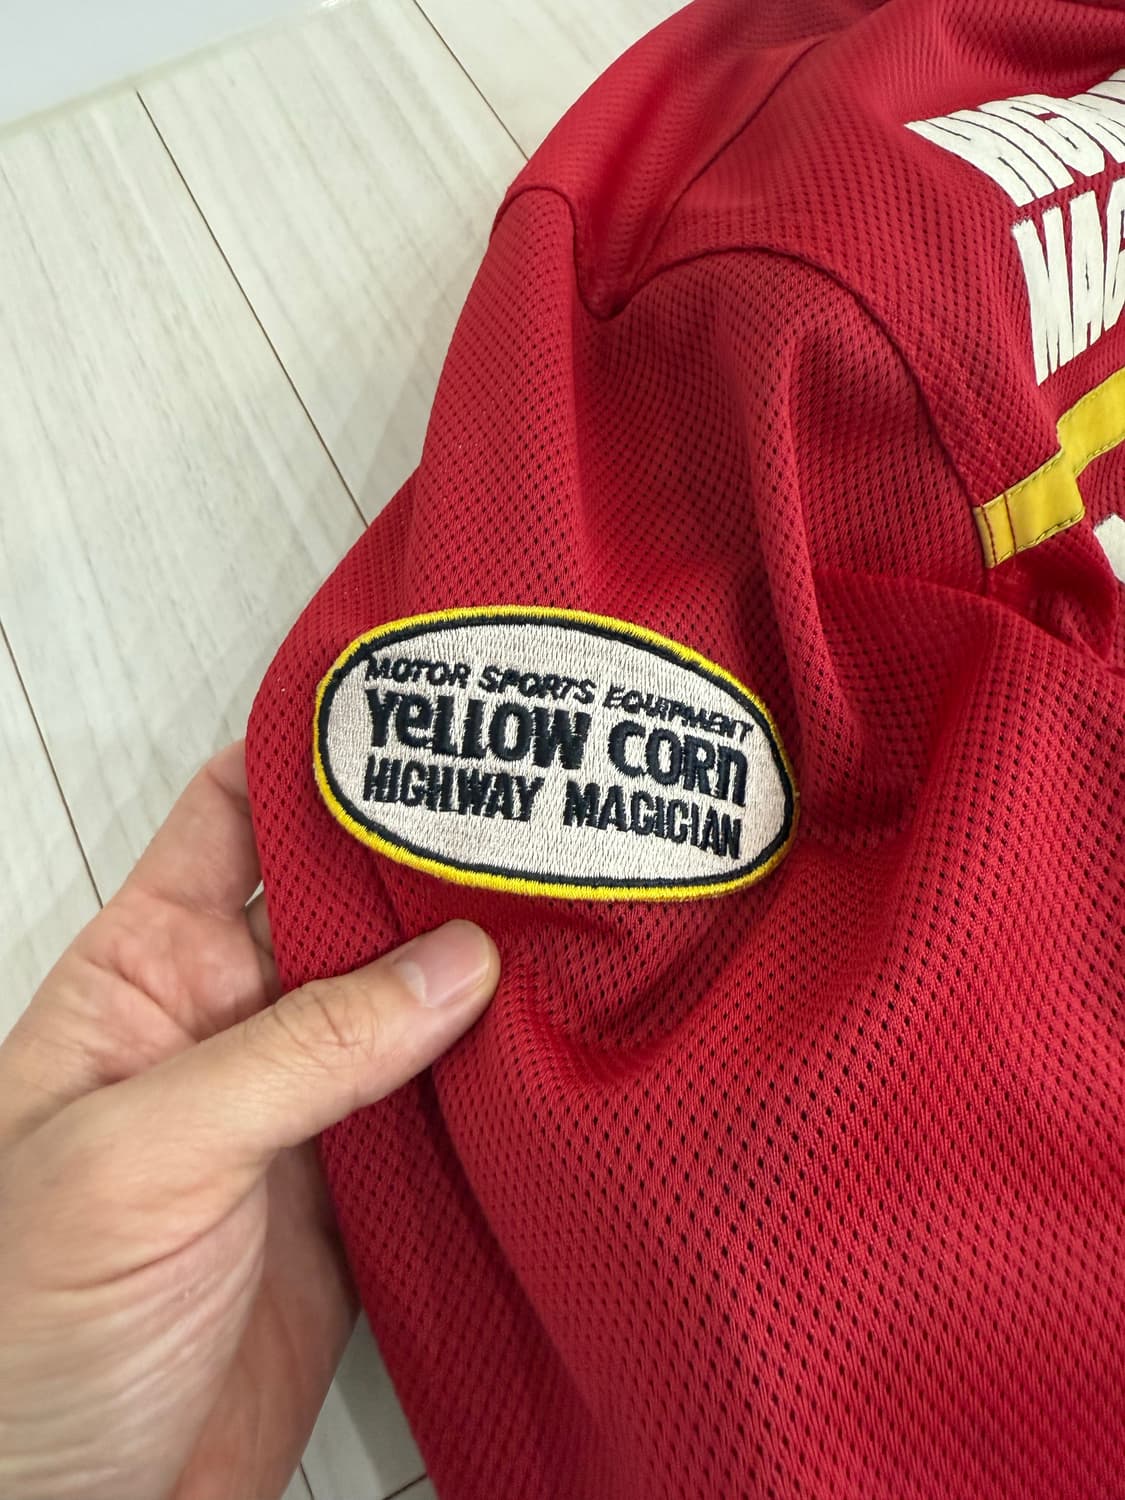 MOTOR SPORTS EQUIPMENT
YeLLOW CORn
HIGHWAY MAGICIAN